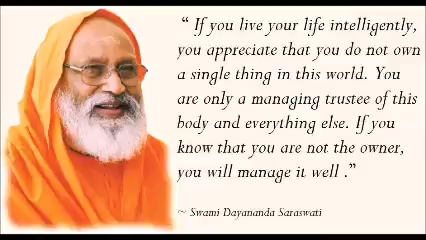 “ If you live your life intelligently,
you appreciate that you do not own
a single thing in this world. You
are only a managing trustee of this
body and everything else. If you
know that you are not the owner,
you will manage it well .”
~ Swami Dayananda Saraswati